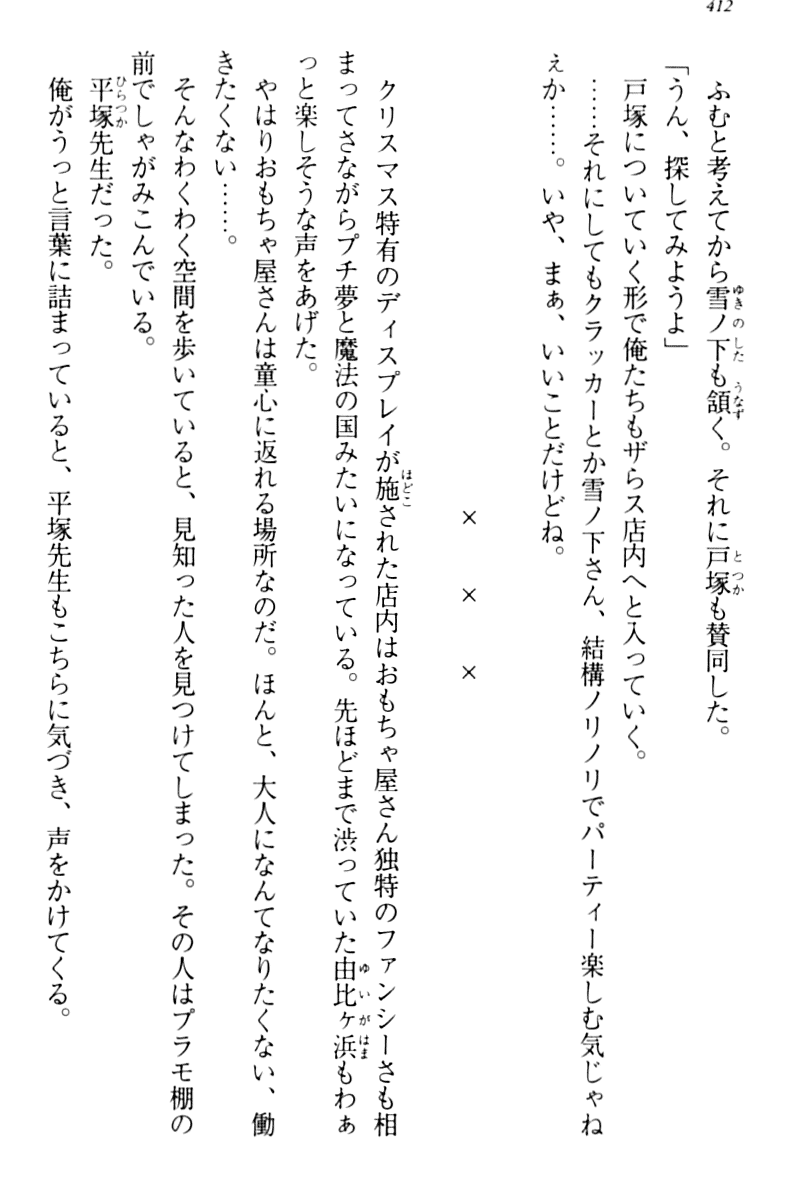 412
ふむと考えてから雪ノ下も頷く。それに戸塚も賛同した。
「うん、探してみようよ」
戸塚についていく形で俺たちもザらス店内へと入っていく。
……それにしてもクラッカーとか雪ノ下さん、結構ノリノリでパーティー楽しむ気じゃね
ぇか……。いや、まぁ、いいことだけどね。
× × ×
クリスマス特有のディスプレイが施された店内はおもちゃ屋さん独特のファンシーさも相
まってさながらプチ夢と魔法の国みたいになっている。先ほどまで渋っていた由比ヶ浜もわぁ
っと楽しそうな声をあげた。
やはりおもちゃ屋さんは童心に返れる場所なのだ。ほんと、大人になんてなりたくない、働
きたくない……。
そんなわくわく空間を歩いていると、見知った人を見つけてしまった。その人はプラモ棚の
前でしゃがみこんでいる。
平塚先生だった。
俺がうっと言葉に詰まっていると、平塚先生もこちらに気づき、声をかけてくる。